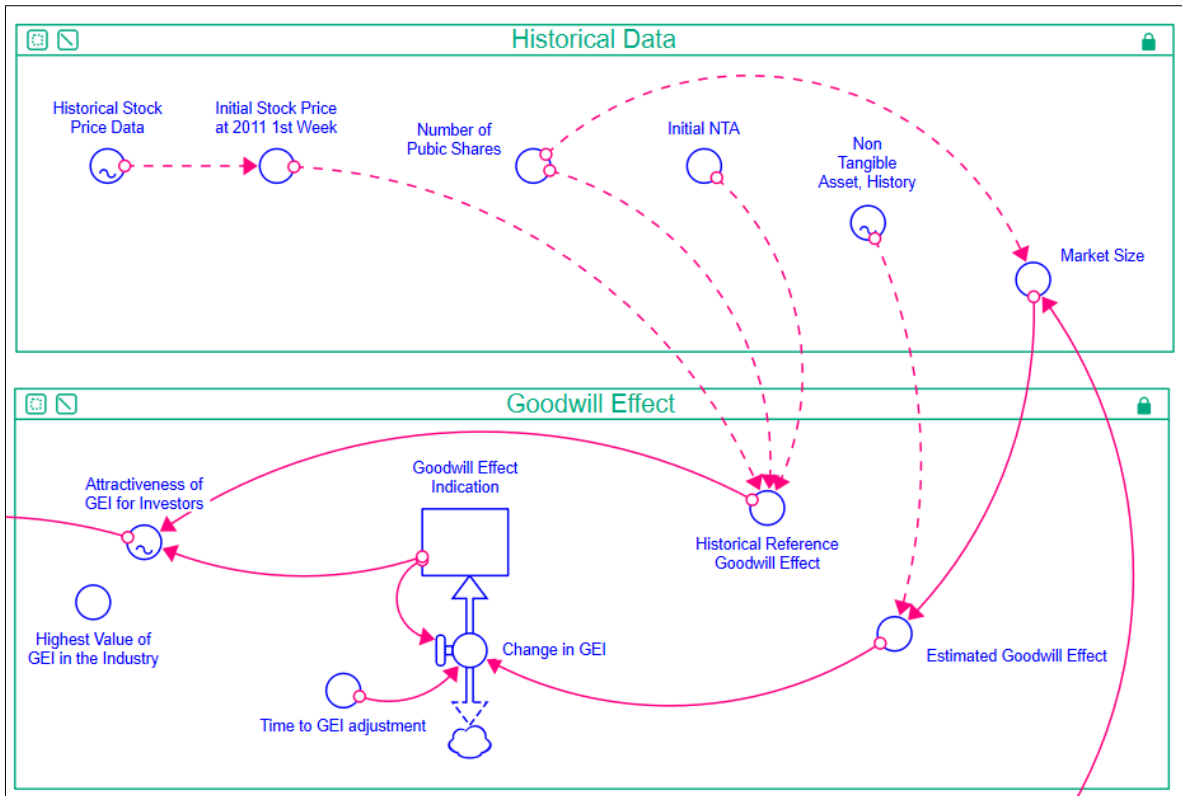 Historical Data
Historical Stock
Price Data
Initial Stock Price
at 2011 1st Week
Number of
Pubic Shares
Initial NTA
Non
Tangible
Asset, History
Market Size
Goodwill Effect
Attractiveness of
GEI for Investors
Goodwill Effect
Indication
Historical Reference
Goodwill Effect
Highest Value of
GEI in the Industry
Change in GEI
Estimated Goodwill Effect
Time to GEI adjustment